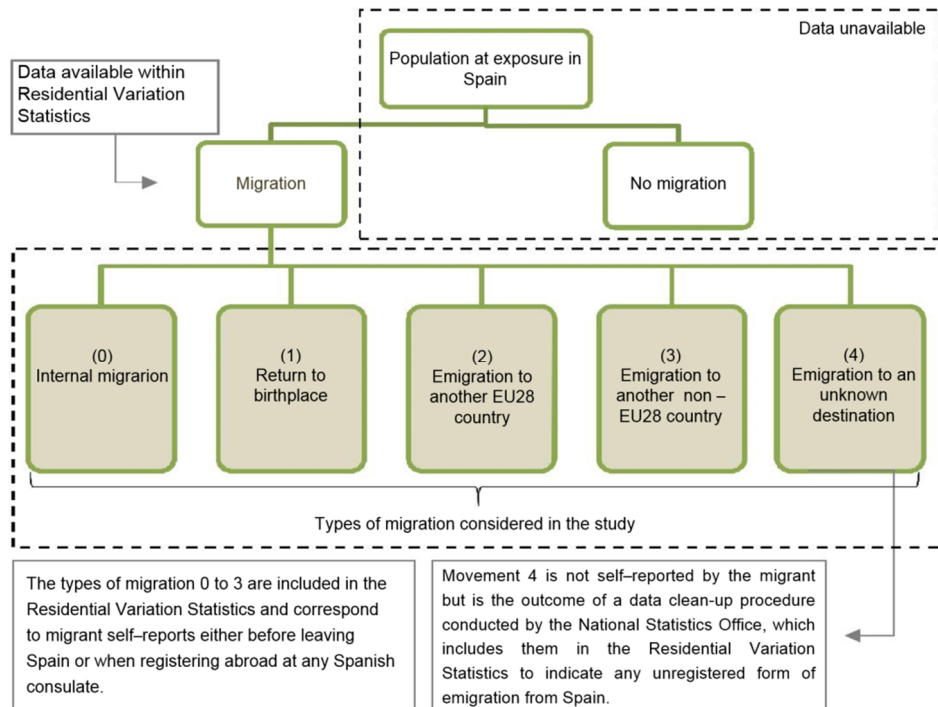 Data unavailable
Population at exposure in
Spain
Data available within
Residential Variation
Statistics
Migration
No migration
(0)
Internal migrarion
(1)
Return to
birthplace
(2)
Emigration to
another EU28
country
(3)
Emigration to
another non –
EU28 country
(4)
Emigration to an
unknown
destination
Types of migration considered in the study
The types of migration 0 to 3 are included in the
Residential Variation Statistics and correspond
to migrant self–reports either before leaving
Spain or when registering abroad at any Spanish
consulate.
Movement 4 is not self–reported by the migrant
but is the outcome of a data clean-up procedure
conducted by the National Statistics Office, which
includes them in the Residential Variation
Statistics to indicate any unregistered form of
emigration from Spain.